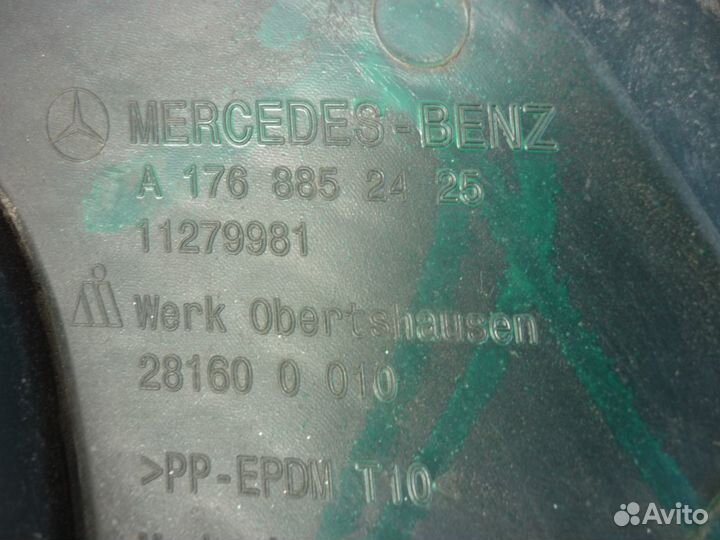 MERCEDES-BENZ
A 176 885 24 25
11279981
Werk Obertshausen
28160 0 010
>PP-EPDM T10<
Avito